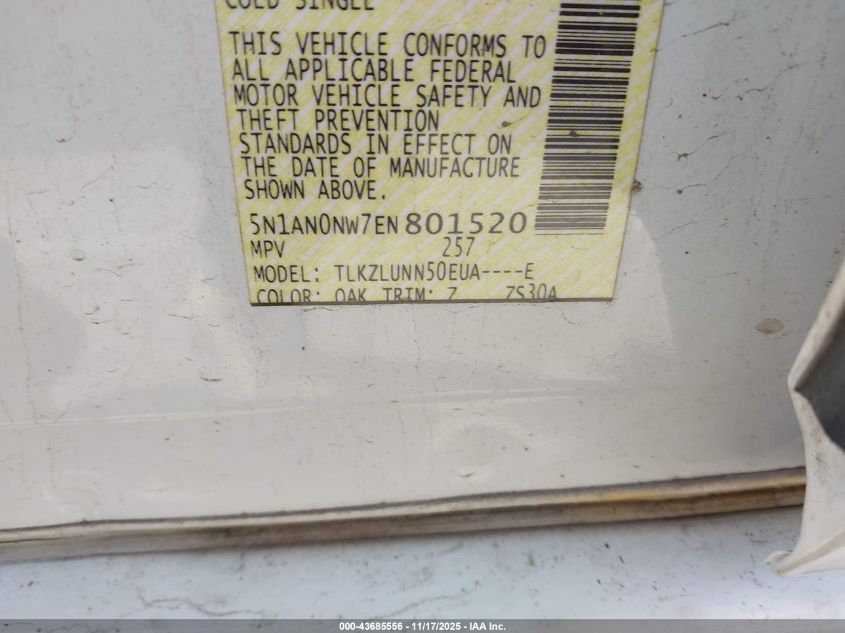 COLD SINGLE
THIS VEHICLE CONFORMS TO
ALL APPLICABLE FEDERAL
MOTOR VEHICLE SAFETY AND
THEFT PREVENTION
STANDARDS IN EFFECT ON
THE DATE OF MANUFACTURE
SHOWN ABOVE.
5N1AN0NW7EN801520
MPV 257
MODEL: TLKZLUNN50EUA----E
COLOR: QAK TRIM: Z ZS30A
000-43685556 - 11/17/2025 - IAA Inc.